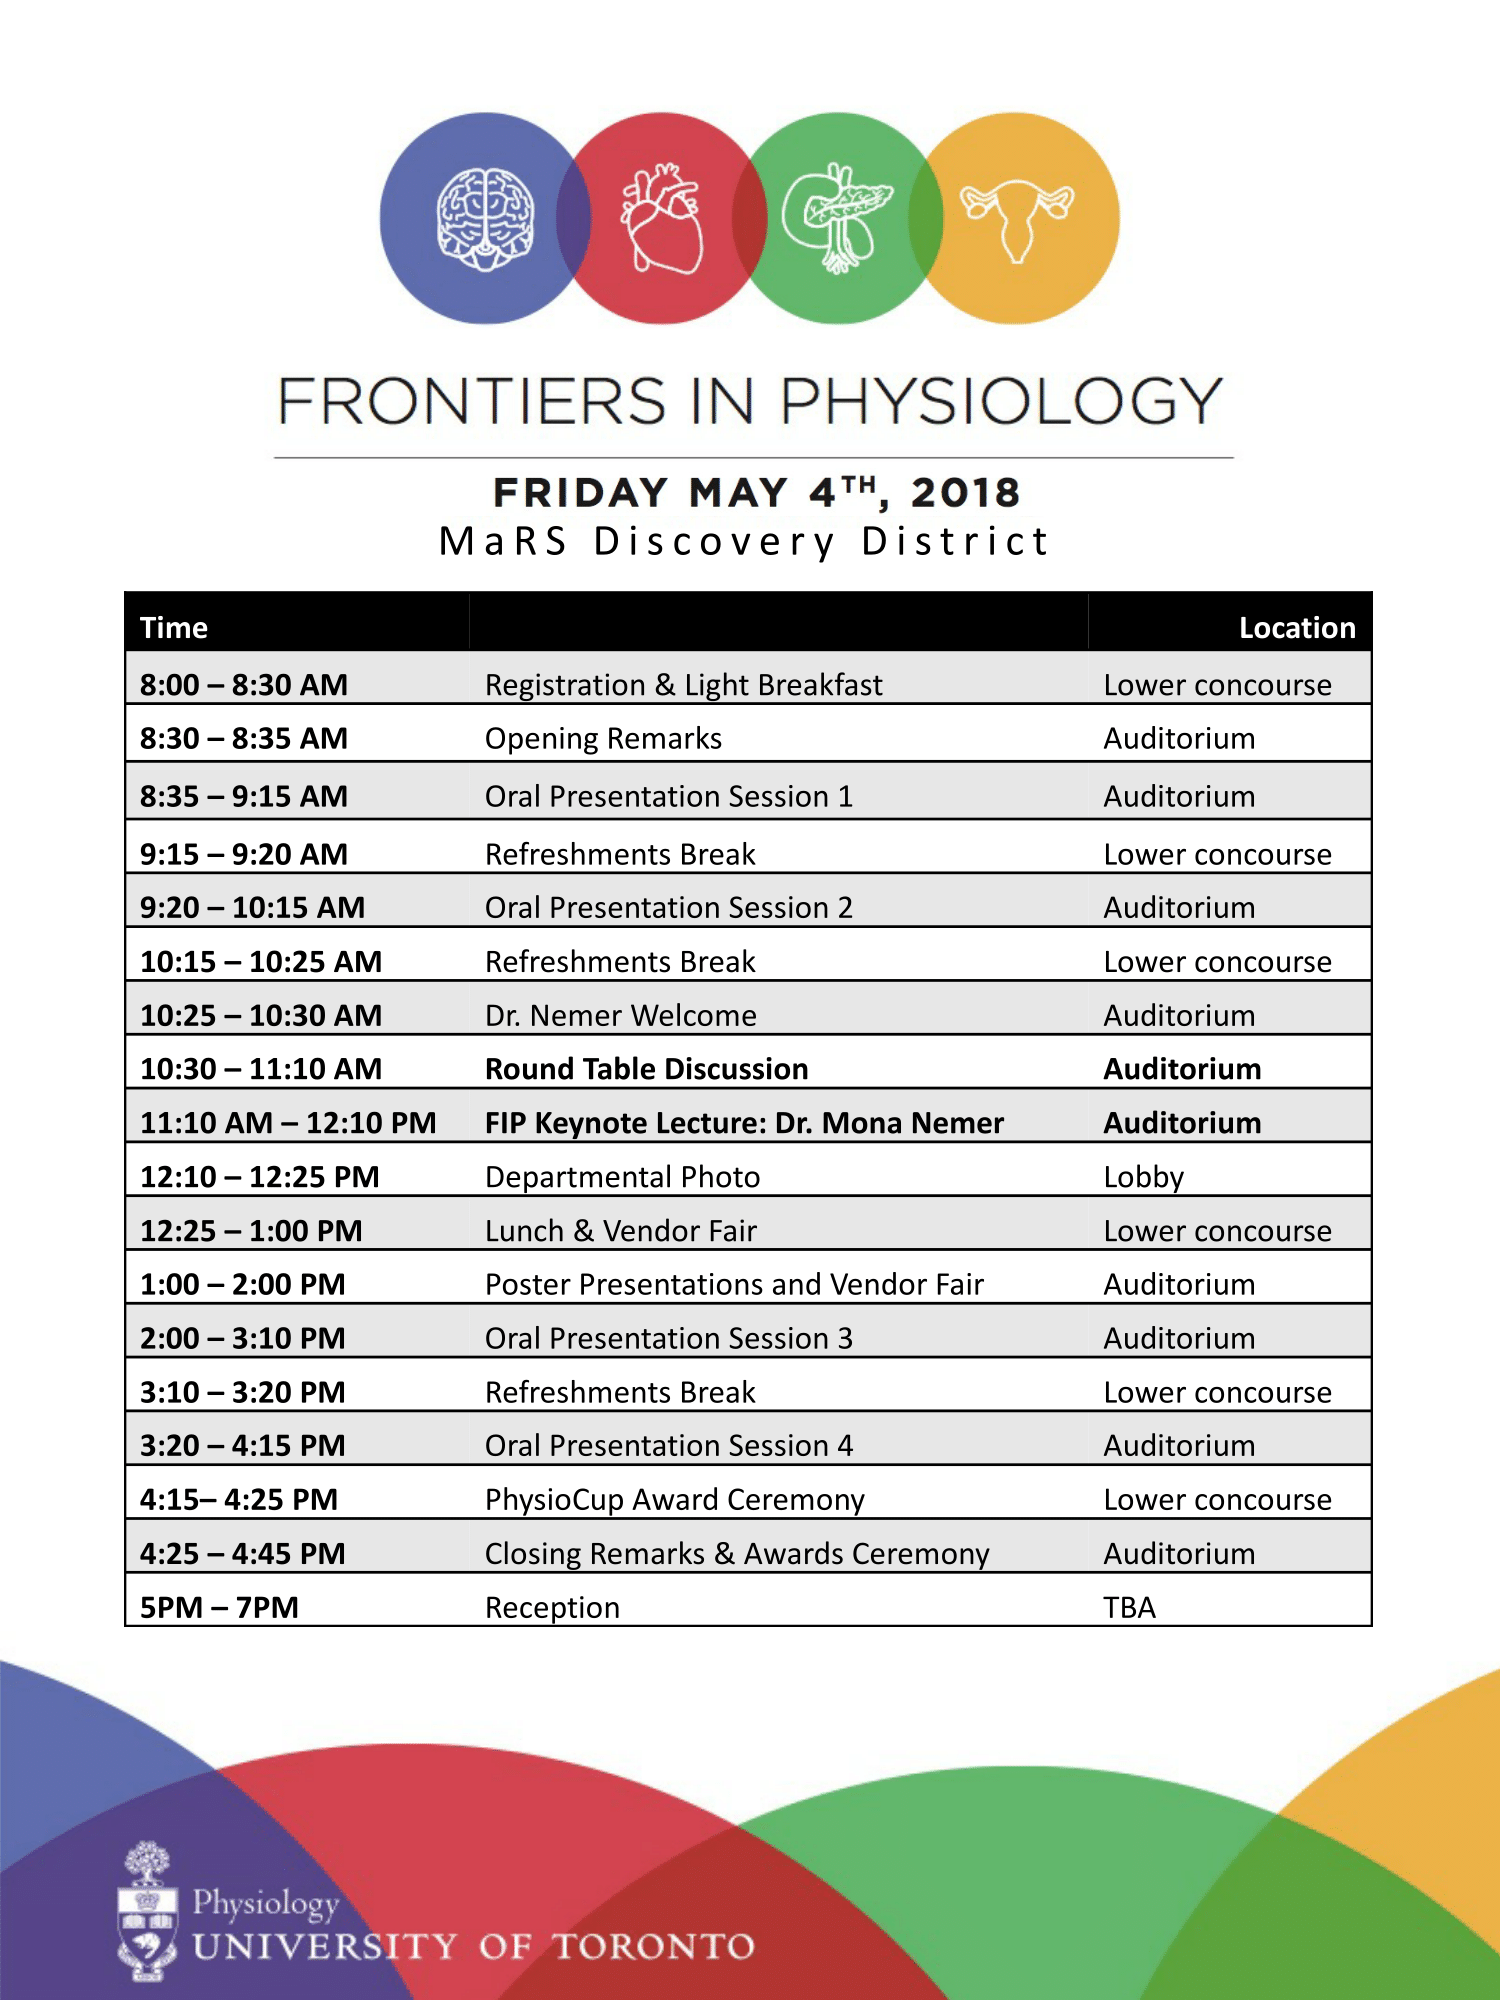 FRONTIERS IN PHYSIOLOGY
FRIDAY MAY 4TH, 2018
MaRS Discovery District
Time Location
8:00 – 8:30 AM Registration & Light Breakfast Lower concourse
8:30 – 8:35 AM Opening Remarks Auditorium
8:35 – 9:15 AM Oral Presentation Session 1 Auditorium
9:15 – 9:20 AM Refreshments Break Lower concourse
9:20 – 10:15 AM Oral Presentation Session 2 Auditorium
10:15 – 10:25 AM Refreshments Break Lower concourse
10:25 – 10:30 AM Dr. Nemer Welcome Auditorium
10:30 – 11:10 AM Round Table Discussion Auditorium
11:10 AM – 12:10 PM FIP Keynote Lecture: Dr. Mona Nemer Auditorium
12:10 – 12:25 PM Departmental Photo Lobby
12:25 – 1:00 PM Lunch & Vendor Fair Lower concourse
1:00 – 2:00 PM Poster Presentations and Vendor Fair Auditorium
2:00 – 3:10 PM Oral Presentation Session 3 Auditorium
3:10 – 3:20 PM Refreshments Break Lower concourse
3:20 – 4:15 PM Oral Presentation Session 4 Auditorium
4:15– 4:25 PM PhysioCup Award Ceremony Lower concourse
4:25 – 4:45 PM Closing Remarks & Awards Ceremony Auditorium
5PM – 7PM Reception TBA
Physiology
UNIVERSITY OF TORONTO